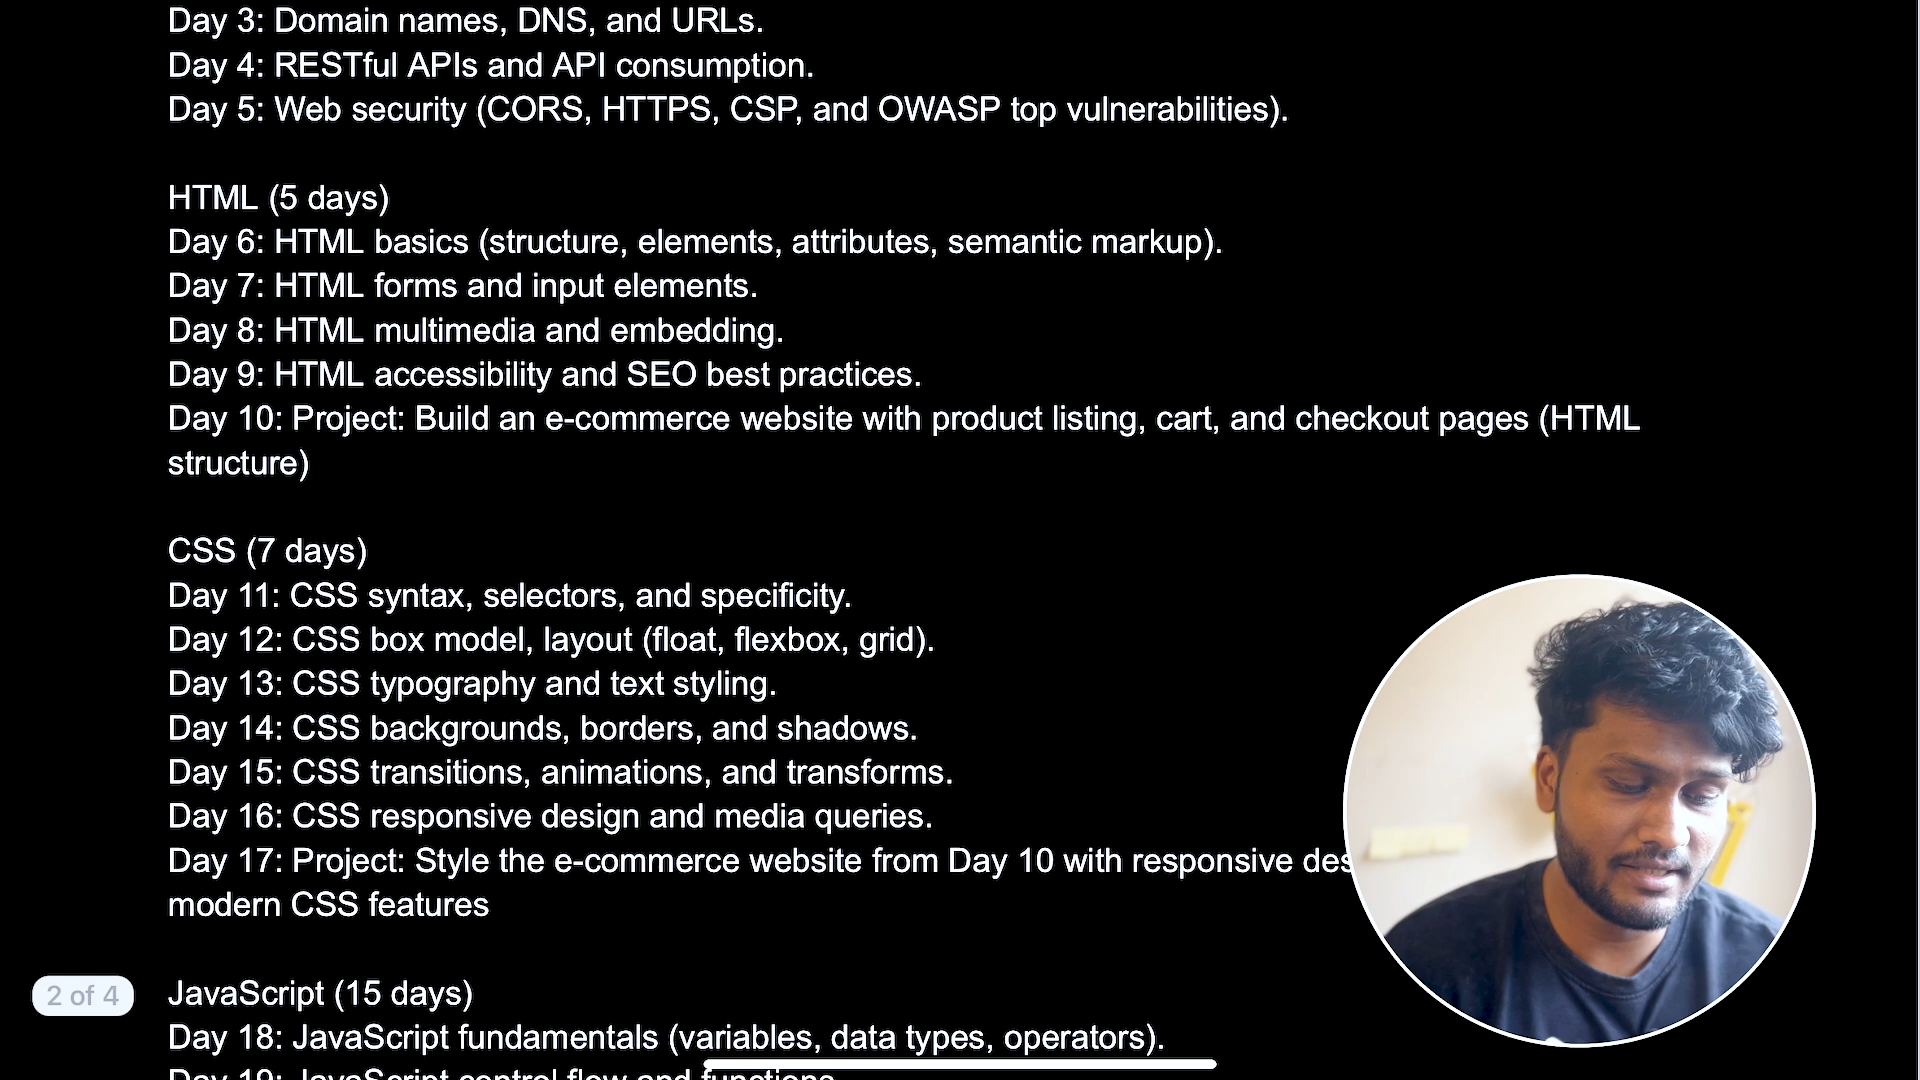 Day 3: Domain names, DNS, and URLs.
Day 4: RESTful APIs and API consumption.
Day 5: Web security (CORS, HTTPS, CSP, and OWASP top vulnerabilities).
HTML (5 days)
Day 6: HTML basics (structure, elements, attributes, semantic markup).
Day 7: HTML forms and input elements.
Day 8: HTML multimedia and embedding.
Day 9: HTML accessibility and SEO best practices.
Day 10: Project: Build an e-commerce website with product listing, cart, and checkout pages (HTML
structure)
CSS (7 days)
Day 11: CSS syntax, selectors, and specificity.
Day 12: CSS box model, layout (float, flexbox, grid).
Day 13: CSS typography and text styling.
Day 14: CSS backgrounds, borders, and shadows.
Day 15: CSS transitions, animations, and transforms.
Day 16: CSS responsive design and media queries.
Day 17: Project: Style the e-commerce website from Day 10 with responsive
modern CSS features
2 of 4
JavaScript (15 days)
Day 18: JavaScript fundamentals (variables, data types, operators).
Day 19: JavaScript control flow and functions